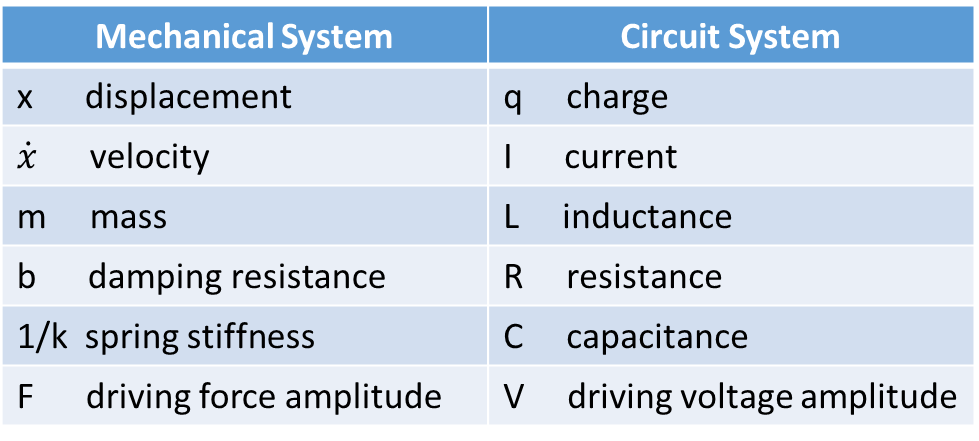 Mechanical System Circuit System
x displacement q charge
ẋ velocity I current
m mass L inductance
b damping resistance R resistance
1/k spring stiffness C capacitance
F driving force amplitude V driving voltage amplitude